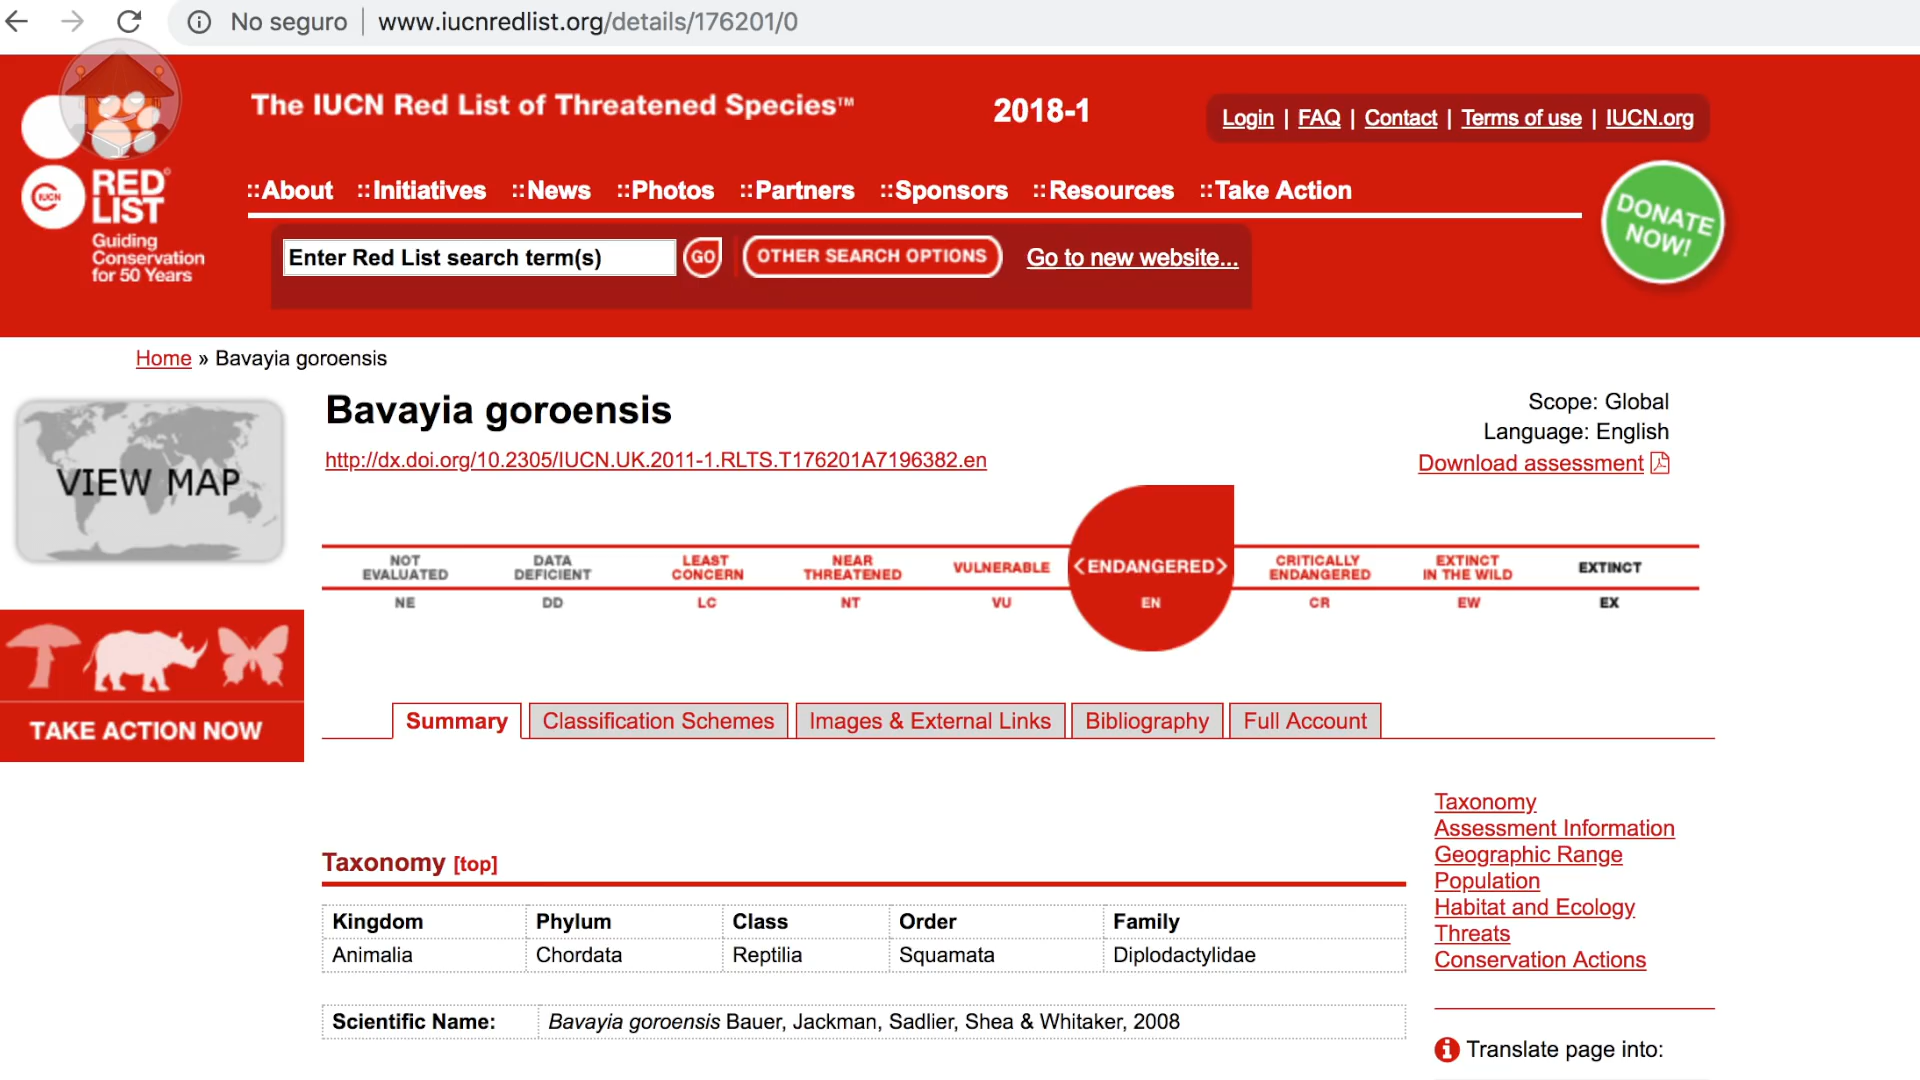 No seguro | www.iucnredlist.org/details/176201/0
The IUCN Red List of Threatened Species™
2018-1
Login | FAQ | Contact | Terms of use | IUCN.org
IUCN
RED
LIST
Guiding
Conservation
for 50 Years
::About ::Initiatives ::News ::Photos ::Partners ::Sponsors ::Resources ::Take Action
DONATE
NOW!
Enter Red List search term(s) GO OTHER SEARCH OPTIONS Go to new website...
Home » Bavayia goroensis
VIEW MAP
TAKE ACTION NOW
Bavayia goroensis
http://dx.doi.org/10.2305/IUCN.UK.2011-1.RLTS.T176201A7196382.en
Scope: Global
Language: English
Download assessment
NOT EVALUATED
NE
DATA DEFICIENT
DD
LEAST CONCERN
LC
NEAR THREATENED
NT
VULNERABLE
VU
<ENDANGERED>
EN
CRITICALLY ENDANGERED
CR
EXTINCT IN THE WILD
EW
EXTINCT
EX
Summary Classification Schemes Images & External Links Bibliography Full Account
Taxonomy [top]
Kingdom Phylum Class Order Family
Animalia Chordata Reptilia Squamata Diplodactylidae
Scientific Name: Bavayia goroensis Bauer, Jackman, Sadlier, Shea & Whitaker, 2008
Taxonomy
Assessment Information
Geographic Range
Population
Habitat and Ecology
Threats
Conservation Actions
Translate page into: